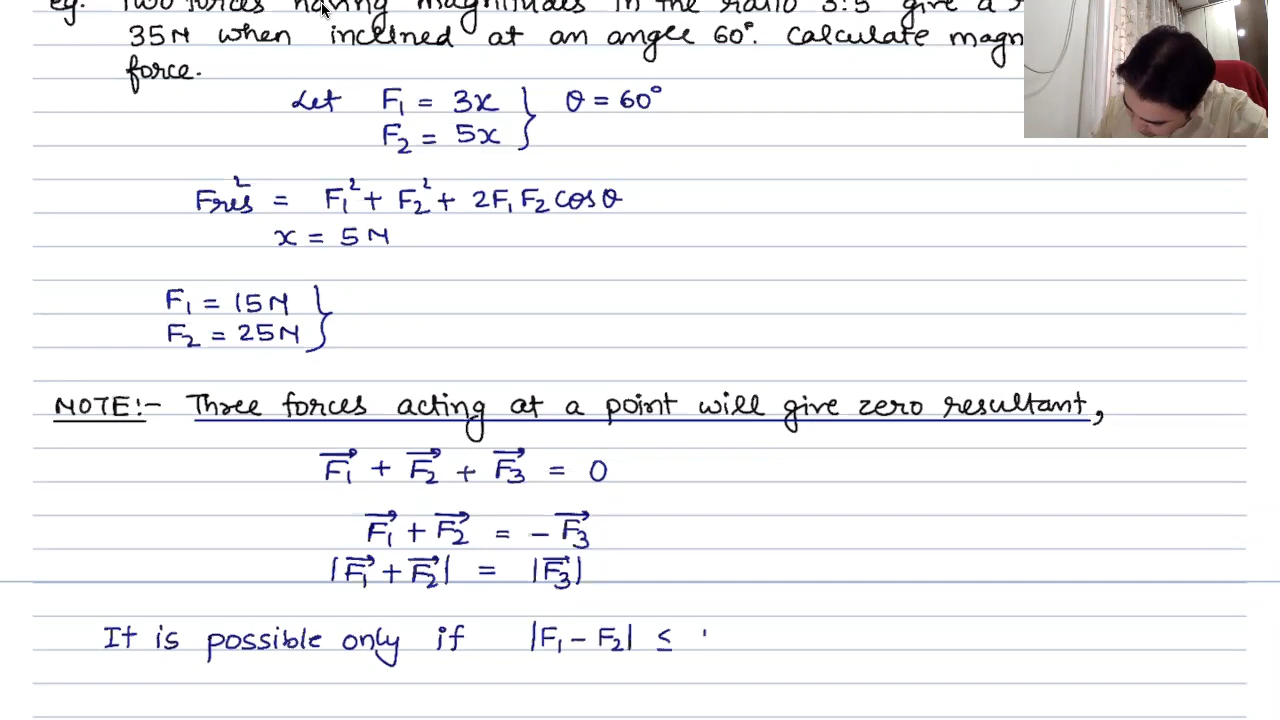 eg. Two forces having magnitudes in the ratio 3:5 give a
35N when inclined at an angle 60°. Calculate magn
force.
Let F₁ = 3x } θ = 60°
F₂ = 5x
Fres² = F₁² + F₂² + 2F₁F₂ cosθ
x = 5N
F₁ = 15N }
F₂ = 25N
NOTE:- Three forces acting at a point will give zero resultant,
F₁⃗ + F₂⃗ + F₃⃗ = 0
F₁⃗ + F₂⃗ = - F₃⃗
|F₁⃗ + F₂⃗| = |F₃⃗|
It is possible only if |F₁ - F₂| ≤